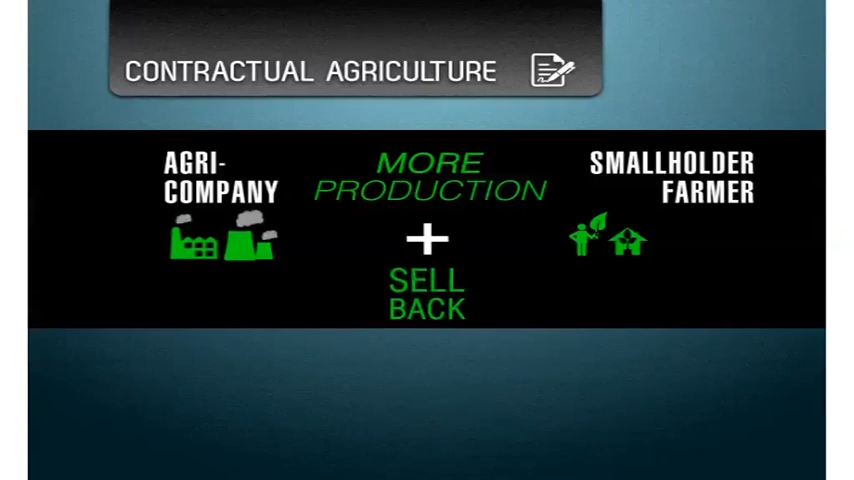 CONTRACTUAL AGRICULTURE
AGRI-
COMPANY
MORE
PRODUCTION
+
SELL
BACK
SMALLHOLDER
FARMER